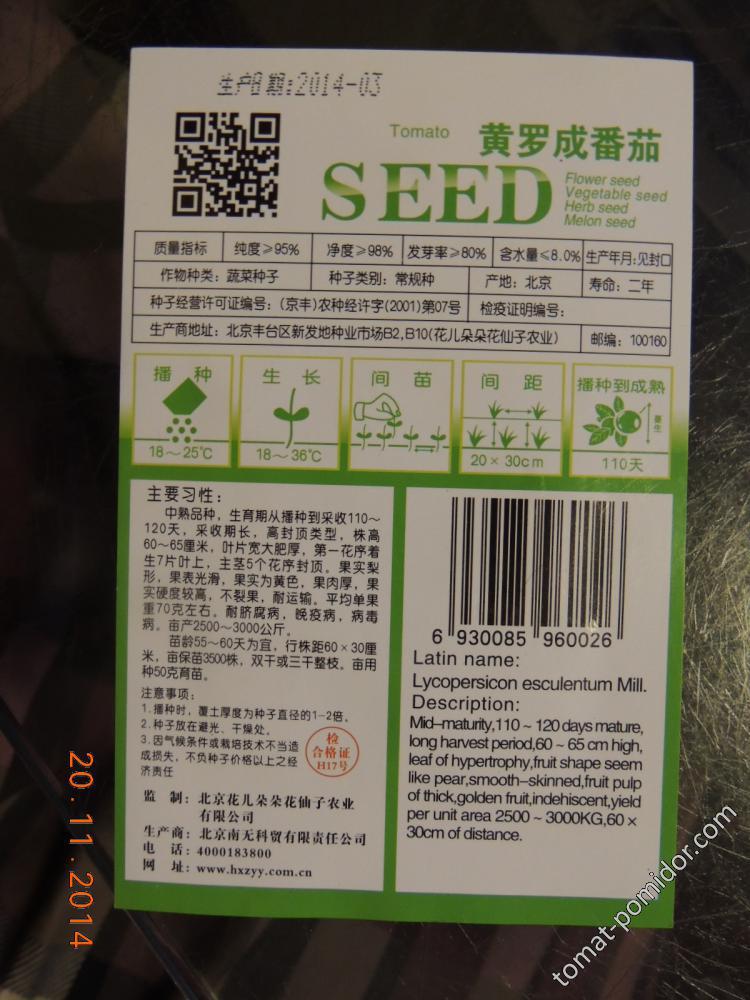 生产日期:2014-03
Tomato 黄罗成番茄
SEED
Flower seed
Vegetable seed
Herb seed
Melon seed
质量指标 纯度≥95% 净度≥98% 发芽率≥80% 含水量≤8.0% 生产年月:见封口
作物种类:蔬菜种子 种子类别:常规种 产地:北京 寿命:二年
种子经营许可证编号:(京丰)农种经许字(2001)第07号 检疫证明编号:
生产商地址:北京丰台区新发地种业市场B2,B10(花儿朵朵花仙子农业) 邮编:100160
播种 生长 间苗 间距 播种到成熟
18～25℃ 18～36℃ 20×30cm 110天
主要习性:
中熟品种,生育期从播种到采收110～
120天,采收期长,高封顶类型,株高
60～65厘米,叶片宽大肥厚,第一花序着
生7片叶上,主茎5个花序封顶。果实梨
形,果表光滑,果实为黄色,果肉厚,果
实硬度较高,不裂果,耐运输。平均单果
重70克左右。耐脐腐病,晚疫病,病毒
病。亩产2500～3000公斤。
苗龄55～60天为宜,行株距60×30厘
米,亩保苗3500株,双干或三干整枝。亩用
种50克育苗。
注意事项:
1.播种时,覆土厚度为种子直径的1-2倍。
2.种子放在避光、干燥处。
3.因气候条件或栽培技术不当造
成损失,不负种子价格以上之经
济责任
检
合格证
H17号
监 制:北京花儿朵朵花仙子农业
有限公司
生产商:北京南无科贸有限责任公司
电 话:4000183800
网 址:www.hxzyy.com.cn
6 930085 960026
Latin name:
Lycopersicon esculentum Mill.
Description:
Mid-maturity,110~120 days mature,
long harvest period,60~65 cm high,
leaf of hypertrophy,fruit shape seem
like pear,smooth-skinned,fruit pulp
of thick,golden fruit,indehiscent,yield
per unit area 2500~3000KG,60×
30cm of distance.
20.11.2014
tomat-pomidor.com